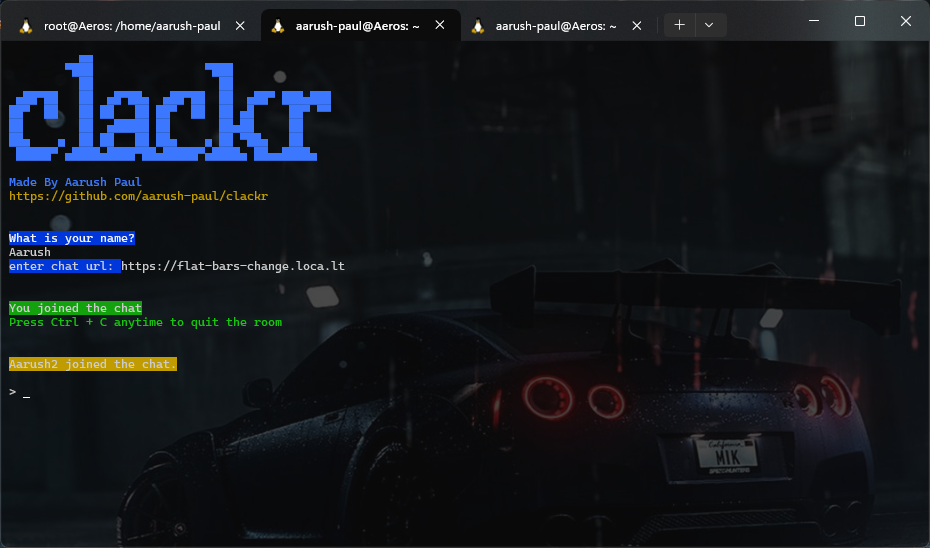 root@Aeros: /home/aarush-paul
aarush-paul@Aeros: ~
aarush-paul@Aeros: ~
clackr
Made By Aarush Paul
https://github.com/aarush-paul/clackr
What is your name?
Aarush
enter chat url: https://flat-bars-change.loca.lt
You joined the chat
Press Ctrl + C anytime to quit the room
Aarush2 joined the chat.
> _
California
M1K
SPEEDHUNTERS